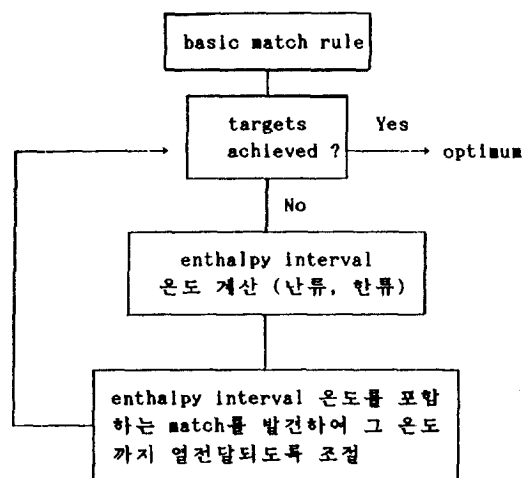 basic match rule
targets
achieved ?
Yes
optimum
No
enthalpy interval
온도 계산 (난류, 한류)
enthalpy interval 온도를 포함
하는 match를 발견하여 그 온도
까지 열전달되도록 조절